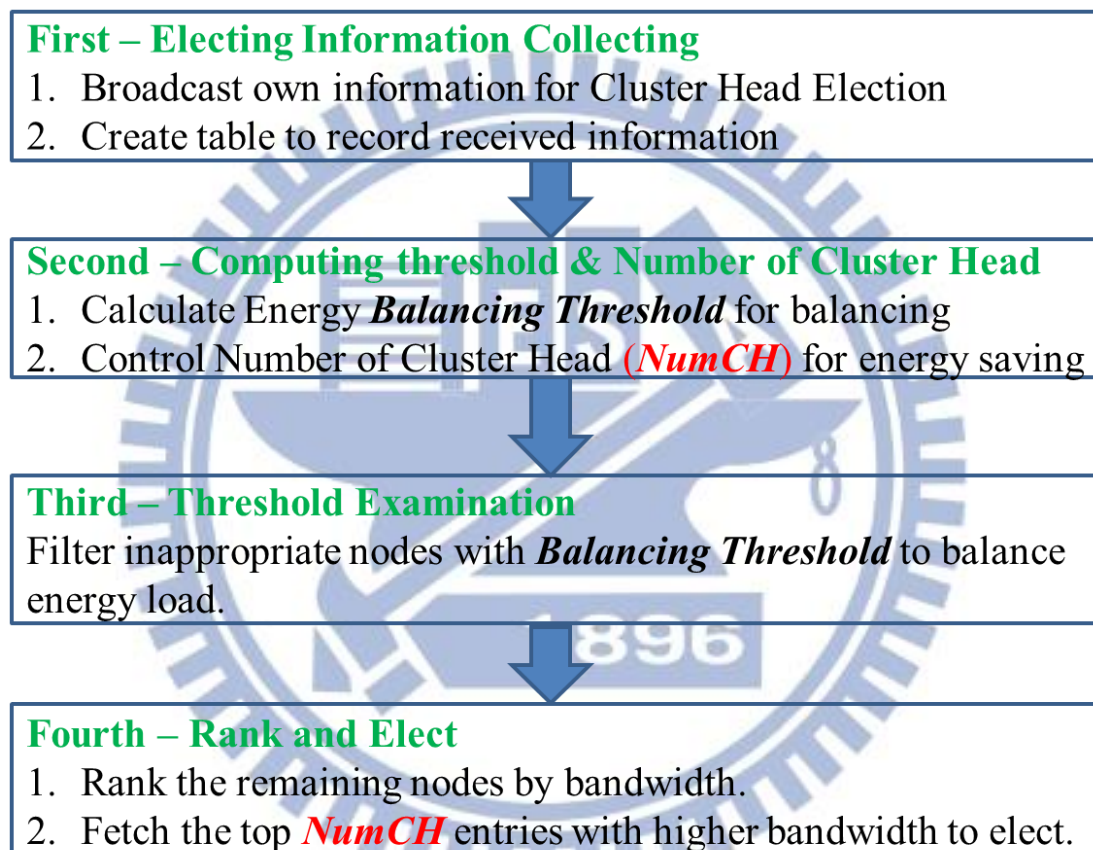 First – Electing Information Collecting
1. Broadcast own information for Cluster Head Election
2. Create table to record received information
Second – Computing threshold & Number of Cluster Head
1. Calculate Energy Balancing Threshold for balancing
2. Control Number of Cluster Head (NumCH) for energy saving
Third – Threshold Examination
Filter inappropriate nodes with Balancing Threshold to balance
energy load.
1896
Fourth – Rank and Elect
1. Rank the remaining nodes by bandwidth.
2. Fetch the top NumCH entries with higher bandwidth to elect.